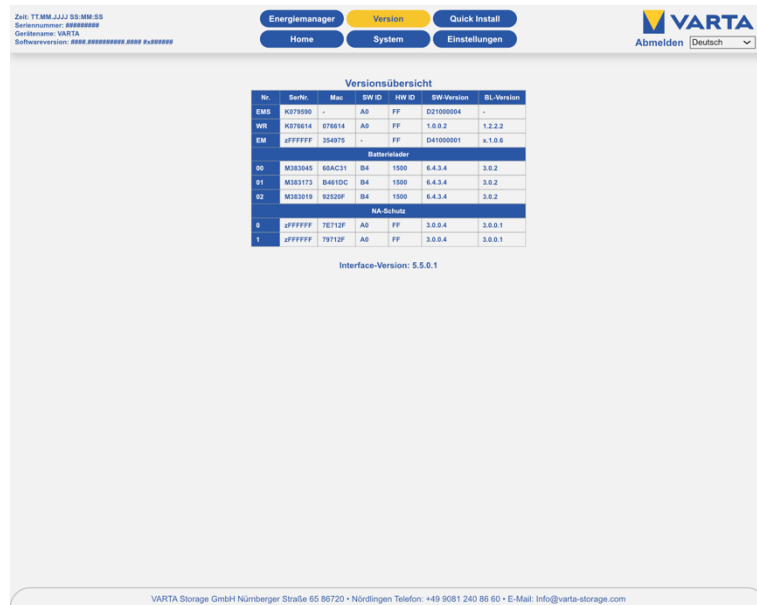 Zeit: TT.MM.JJJJ SS:MM:SS
Seriennummer: #########
Gerätename: VARTA
Softwareversion: ####.##########.#### #x######
Energiemanager Version Quick Install
Home System Einstellungen
VARTA
Abmelden Deutsch
Versionsübersicht
Nr. SerNr. Mac SW ID HW ID SW-Version BL-Version
EMS K079590 - A0 FF D21000004 -
WR K076614 076614 A0 FF 1.0.0.2 1.2.2.2
EM zFFFFFF 354975 - FF D41000001 x.1.0.6
Batterielader
00 M383045 60AC31 B4 1500 6.4.3.4 3.0.2
01 M383173 B461DC B4 1500 6.4.3.4 3.0.2
02 M383019 92520F B4 1500 6.4.3.4 3.0.2
NA-Schutz
0 zFFFFFF 7E712F A0 FF 3.0.0.4 3.0.0.1
1 zFFFFFF 79712F A0 FF 3.0.0.4 3.0.0.1
Interface-Version: 5.5.0.1
VARTA Storage GmbH Nürnberger Straße 65 86720 • Nördlingen Telefon: +49 9081 240 86 60 • E-Mail: Info@varta-storage.com